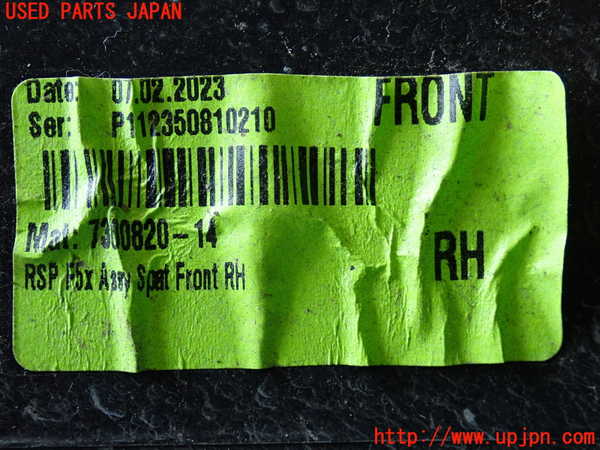 USED PARTS JAPAN
Date: 07.02.2023
FRONT
Ser: P112350810210
Mat: 7300820-14
RSP F5x Assy Spat Front RH
RH
http://www.upjpn.com